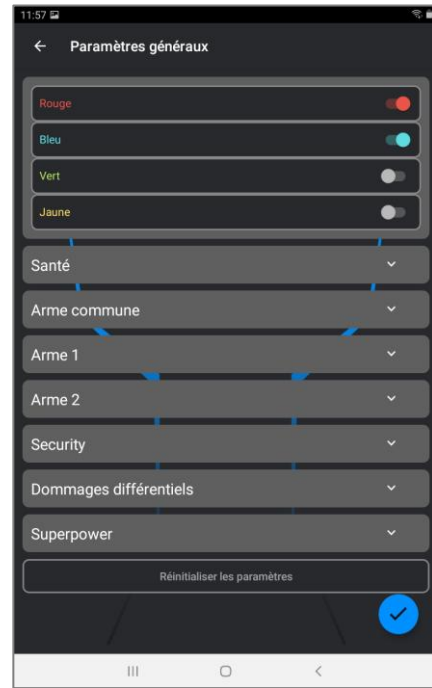 11:57
Paramètres généraux
Rouge
Bleu
Vert
Jaune
Santé
Arme commune
Arme 1
Arme 2
Security
Dommages différentiels
Superpower
Réinitialiser les paramètres